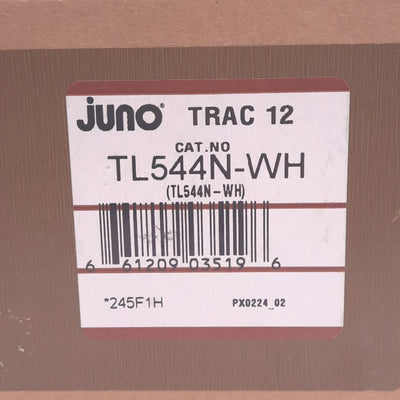 juno® TRAC 12
CAT.NO
TL544N-WH
(TL544N-WH)
6 61209 03519 6
*245F1H PX0224_02